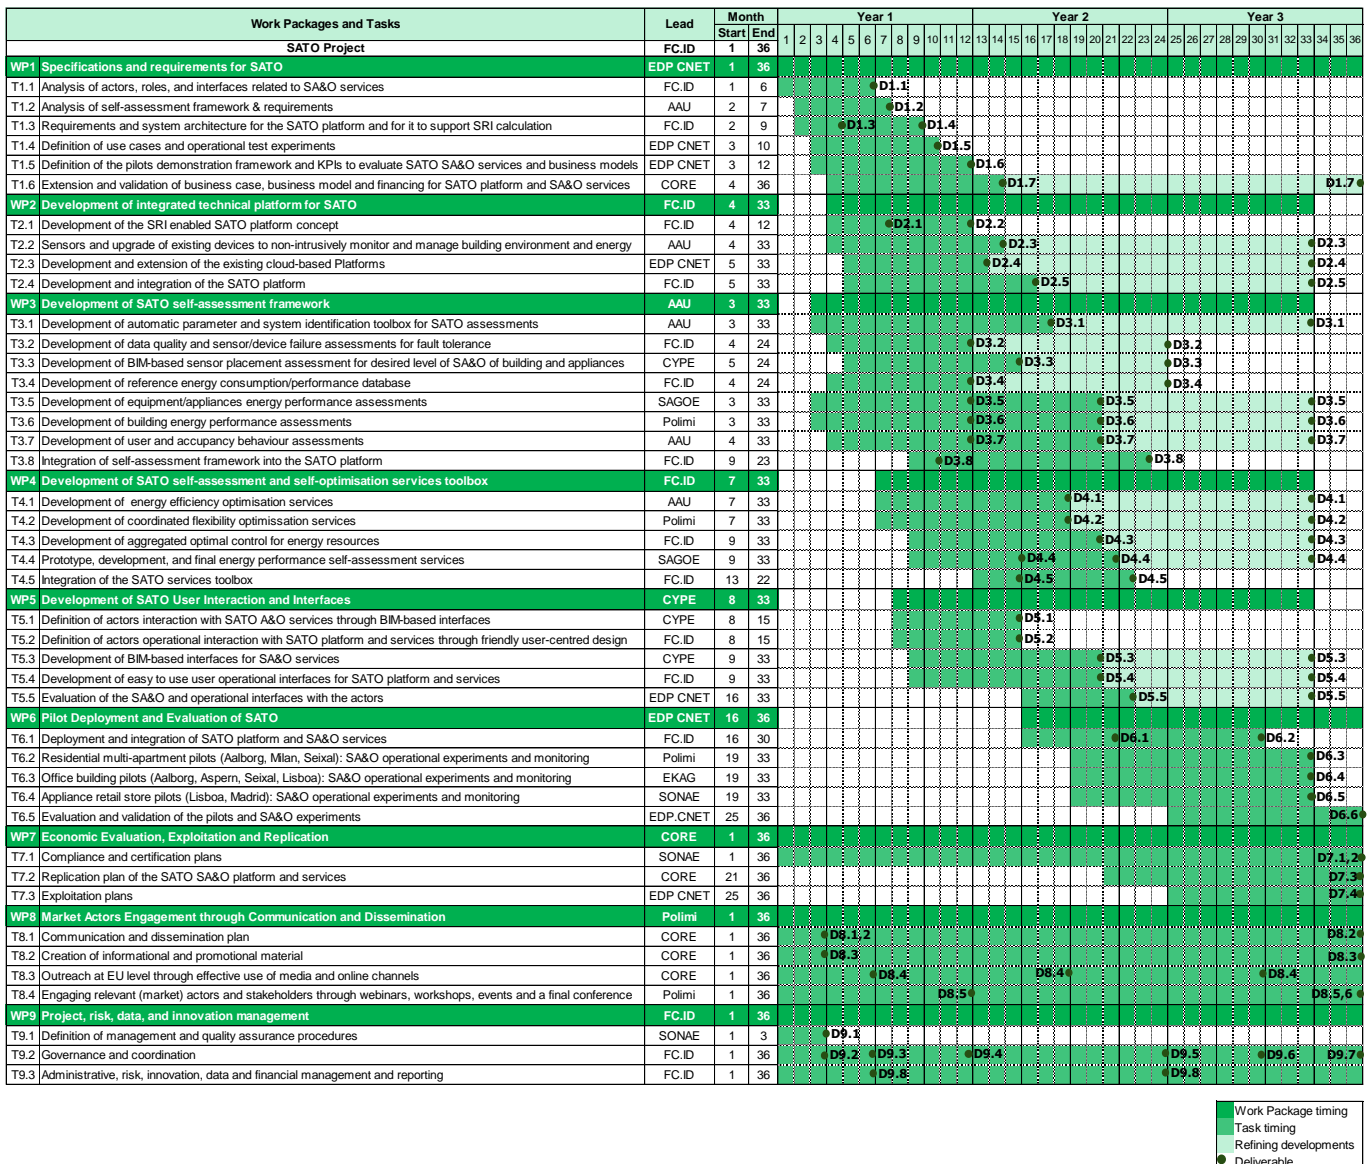 Work Packages and Tasks Lead Month Year 1 Year 2 Year 3
Start End 1 2 3 4 5 6 7 8 9 10 11 12 13 14 15 16 17 18 19 20 21 22 23 24 25 26 27 28 29 30 31 32 33 34 35 36
SATO Project FC.ID 1 36
WP1 Specifications and requirements for SATO EDP CNET 1 36
T1.1 Analysis of actors, roles, and interfaces related to SA&O services FC.ID 1 6 D1.1
T1.2 Analysis of self-assessment framework & requirements AAU 2 7 D1.2
T1.3 Requirements and system architecture for the SATO platform and for it to support SRI calculation FC.ID 2 9 D1.3 D1.4
T1.4 Definition of use cases and operational test experiments EDP CNET 3 10 D1.5
T1.5 Definition of the pilots demonstration framework and KPIs to evaluate SATO SA&O services and business models EDP CNET 3 12 D1.6
T1.6 Extension and validation of business case, business model and financing for SATO platform and SA&O services CORE 4 36 D1.7 D1.7
WP2 Development of integrated technical platform for SATO FC.ID 4 33
T2.1 Development of the SRI enabled SATO platform concept FC.ID 4 12 D2.1 D2.2
T2.2 Sensors and upgrade of existing devices to non-intrusively monitor and manage building environment and energy AAU 4 33 D2.3 D2.3
T2.3 Development and extension of the existing cloud-based Platforms EDP CNET 5 33 D2.4 D2.4
T2.4 Development and integration of the SATO platform FC.ID 5 33 D2.5 D2.5
WP3 Development of SATO self-assessment framework AAU 3 33
T3.1 Development of automatic parameter and system identification toolbox for SATO assessments AAU 3 33 D3.1 D3.1
T3.2 Development of data quality and sensor/device failure assessments for fault tolerance FC.ID 4 24 D3.2 D3.2
T3.3 Development of BIM-based sensor placement assessment for desired level of SA&O of building and appliances CYPE 5 24 D3.3 D3.3
T3.4 Development of reference energy consumption/performance database FC.ID 4 24 D3.4 D3.4
T3.5 Development of equipment/appliances energy performance assessments SAGOE 3 33 D3.5 D3.5 D3.5
T3.6 Development of building energy performance assessments Polimi 3 33 D3.6 D3.6 D3.6
T3.7 Development of user and accupancy behaviour assessments AAU 4 33 D3.7 D3.7 D3.7
T3.8 Integration of self-assessment framework into the SATO platform FC.ID 9 23 D3.8 D3.8
WP4 Development of SATO self-assessment and self-optimisation services toolbox FC.ID 7 33
T4.1 Development of energy efficiency optimisation services AAU 7 33 D4.1 D4.1
T4.2 Development of coordinated flexibility optimissation services Polimi 7 33 D4.2 D4.2
T4.3 Development of aggregated optimal control for energy resources FC.ID 9 33 D4.3 D4.3
T4.4 Prototype, development, and final energy performance self-assessment services SAGOE 9 33 D4.4 D4.4 D4.4
T4.5 Integration of the SATO services toolbox FC.ID 13 22 D4.5 D4.5
WP5 Development of SATO User Interaction and Interfaces CYPE 8 33
T5.1 Definition of actors interaction with SATO A&O services through BIM-based interfaces CYPE 8 15 D5.1
T5.2 Definition of actors operational interaction with SATO platform and services through friendly user-centred design FC.ID 8 15 D5.2
T5.3 Development of BIM-based interfaces for SA&O services CYPE 9 33 D5.3 D5.3
T5.4 Development of easy to use user operational interfaces for SATO platform and services FC.ID 9 33 D5.4 D5.4
T5.5 Evaluation of the SA&O and operational interfaces with the actors EDP CNET 16 33 D5.5 D5.5
WP6 Pilot Deployment and Evaluation of SATO EDP CNET 16 36
T6.1 Deployment and integration of SATO platform and SA&O services FC.ID 16 30 D6.1 D6.2
T6.2 Residential multi-apartment pilots (Aalborg, Milan, Seixal): SA&O operational experiments and monitoring Polimi 19 33 D6.3
T6.3 Office building pilots (Aalborg, Aspern, Seixal, Lisboa): SA&O operational experiments and monitoring EKAG 19 33 D6.4
T6.4 Appliance retail store pilots (Lisboa, Madrid): SA&O operational experiments and monitoring SONAE 19 33 D6.5
T6.5 Evaluation and validation of the pilots and SA&O experiments EDP.CNET 25 36 D6.6
WP7 Economic Evaluation, Exploitation and Replication CORE 1 36
T7.1 Compliance and certification plans SONAE 1 36 D7.1,2
T7.2 Replication plan of the SATO SA&O platform and services CORE 21 36 D7.3
T7.3 Exploitation plans EDP CNET 25 36 D7.4
WP8 Market Actors Engagement through Communication and Dissemination Polimi 1 36
T8.1 Communication and dissemination plan CORE 1 36 D8.1,2 D8.2
T8.2 Creation of informational and promotional material CORE 1 36 D8.3 D8.3
T8.3 Outreach at EU level through effective use of media and online channels CORE 1 36 D8.4 D8.4 D8.4
T8.4 Engaging relevant (market) actors and stakeholders through webinars, workshops, events and a final conference Polimi 1 36 D8.5 D8.5,6
WP9 Project, risk, data, and innovation management FC.ID 1 36
T9.1 Definition of management and quality assurance procedures SONAE 1 3 D9.1
T9.2 Governance and coordination FC.ID 1 36 D9.2 D9.3 D9.4 D9.5 D9.6 D9.7
T9.3 Administrative, risk, innovation, data and financial management and reporting FC.ID 1 36 D9.8 D9.8
Work Package timing
Task timing
Refining developments
Deliverable